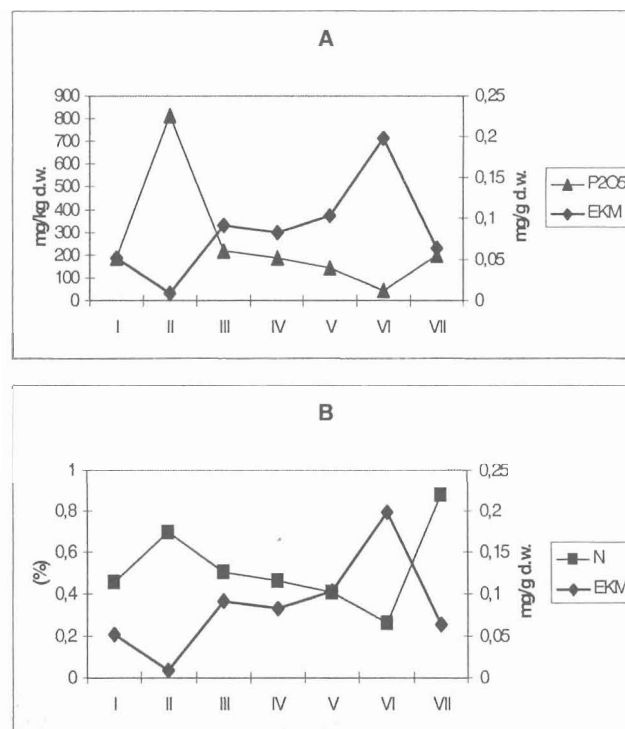 A
900
800
700
600
500
400
300
200
100
0
mg/kg d.w.
0,25
0,2
0,15
0,1
0,05
0
mg/g d.w.
I II III IV V VI VII
P2O5
EKM
B
1
0,8
0,6
0,4
0,2
0
(%)
0,25
0,2
0,15
0,1
0,05
0
mg/g d.w.
I II III IV V VI VII
N
EKM